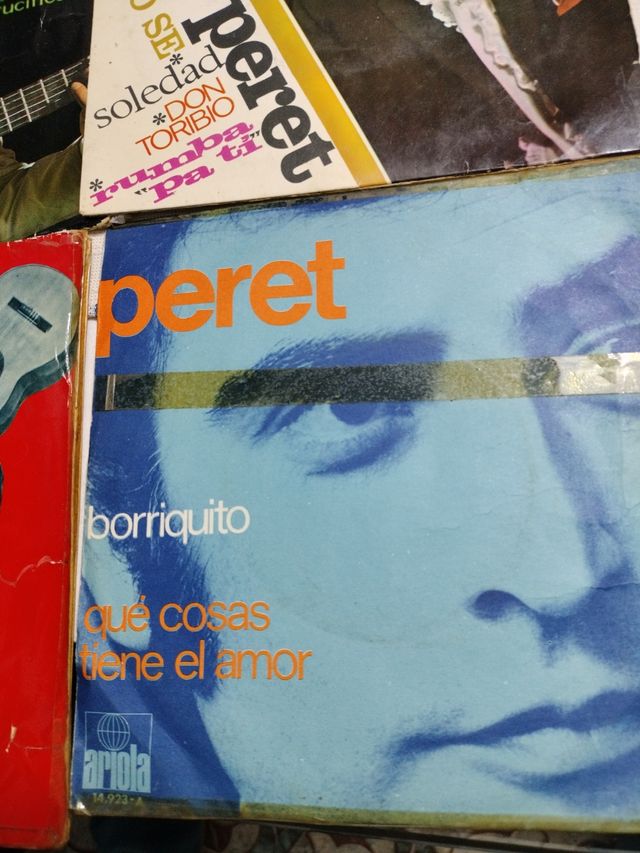 O SE*
soledad
*DON
TORIBIO
*rumba
"pa ti"
peret
peret
borriquito
qué cosas
tiene el amor
ariola
14.923-A